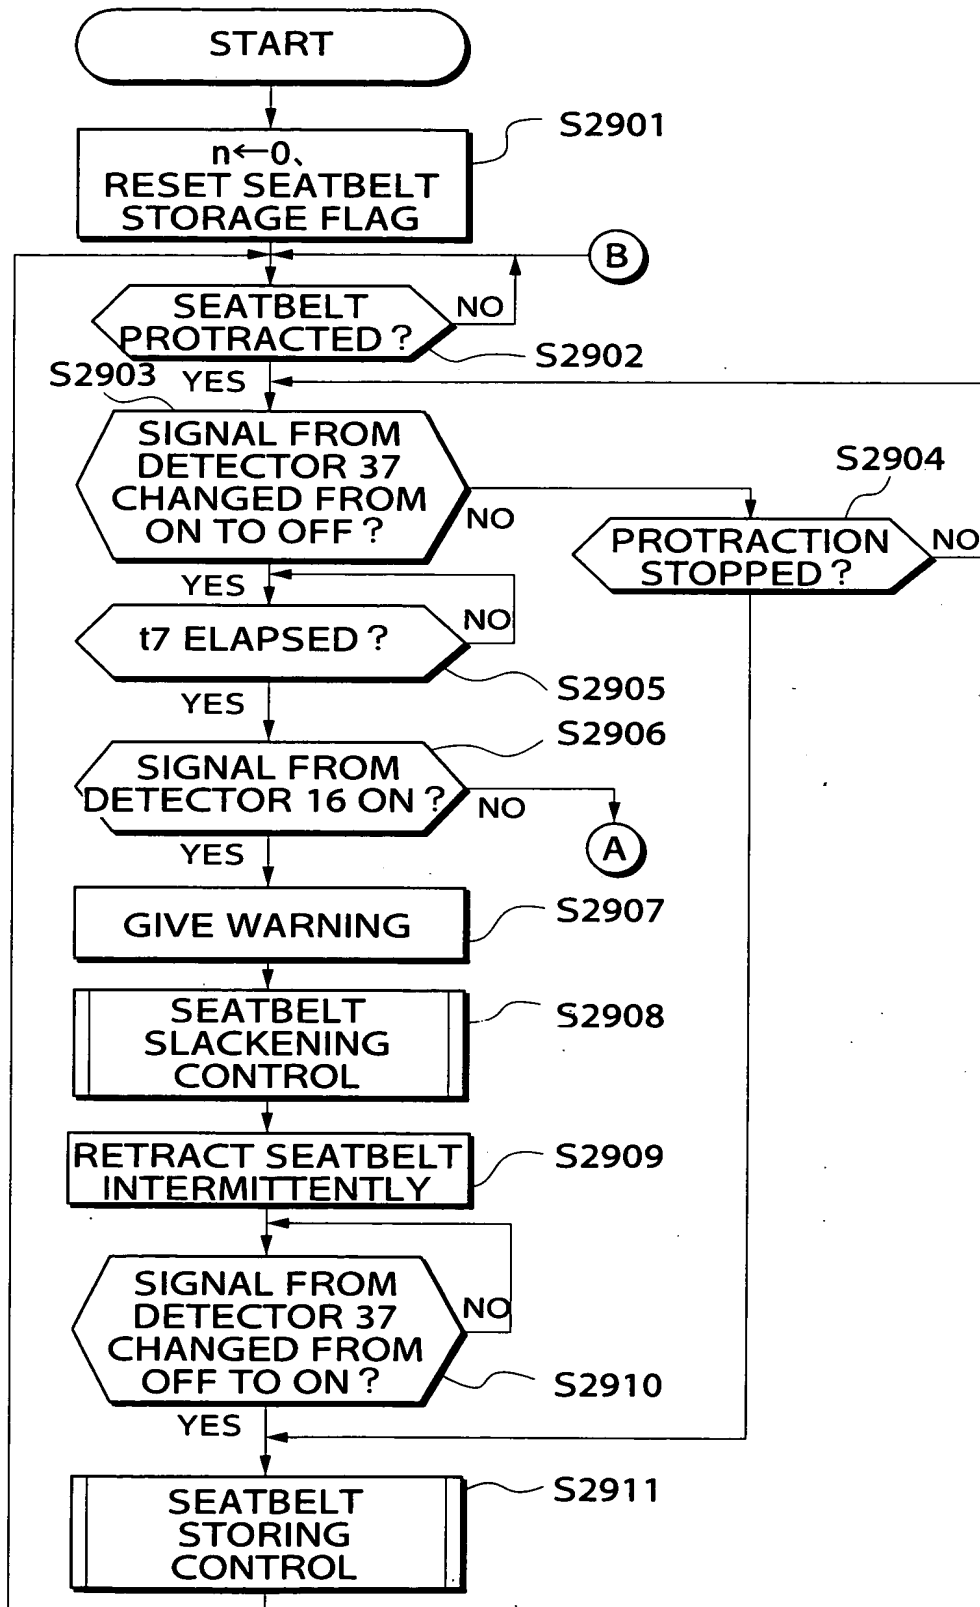 START
S2901
n←0、
RESET SEATBELT
STORAGE FLAG
B
SEATBELT
PROTRACTED ?
NO
S2902
S2903
YES
SIGNAL FROM
DETECTOR 37
CHANGED FROM
ON TO OFF ?
NO
S2904
PROTRACTION
STOPPED ?
NO
YES
t7 ELAPSED ?
NO
S2905
YES
S2906
SIGNAL FROM
DETECTOR 16 ON ?
NO
A
YES
GIVE WARNING
S2907
SEATBELT
SLACKENING
CONTROL
S2908
RETRACT SEATBELT
INTERMITTENTLY
S2909
SIGNAL FROM
DETECTOR 37
CHANGED FROM
OFF TO ON ?
NO
S2910
YES
S2911
SEATBELT
STORING
CONTROL